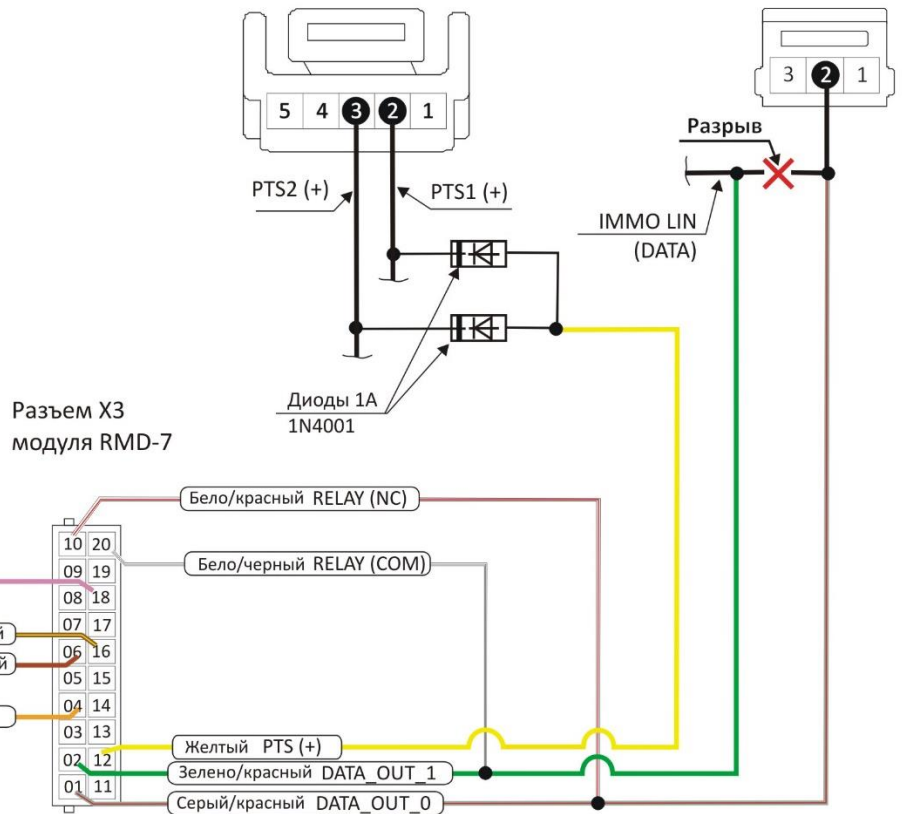 5 4 3 2 1
3 2 1
Разрыв
PTS2 (+)
PTS1 (+)
IMMO LIN
(DATA)
Диоды 1А
1N4001
Разъем X3
модуля RMD-7
Бело/красный RELAY (NC)
10 20
Бело/черный RELAY (COM)
09 19
08 18
07 17
й
06 16
й
05 15
04 14
03 13
Желтый PTS (+)
02 12
Зелено/красный DATA_OUT_1
01 11
Серый/красный DATA_OUT_0